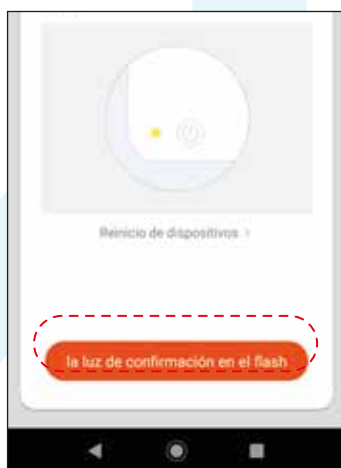 Reinicio de dispositivos >
la luz de confirmación en el flash